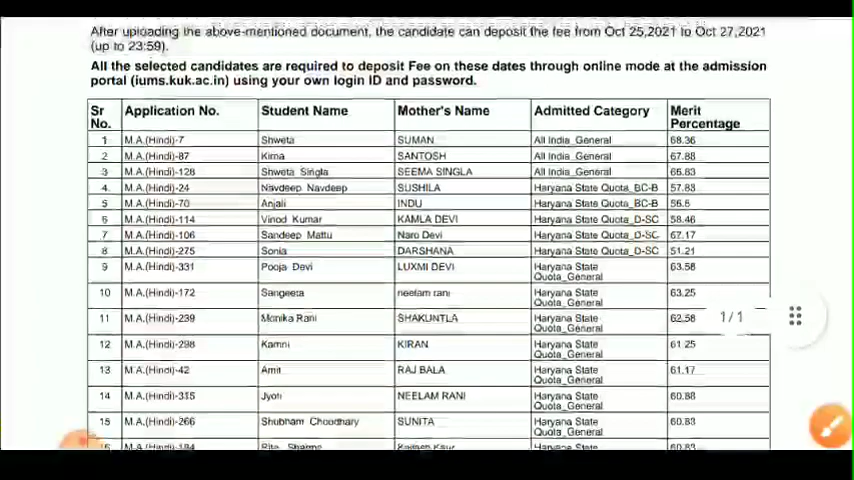 After uploading the above-mentioned document, the candidate can deposit the fee from Oct 25,2021 to Oct 27,2021
(up to 23:59).
All the selected candidates are required to deposit Fee on these dates through online mode at the admission
portal (iums.kuk.ac.in) using your own login ID and password.
Sr No. Application No. Student Name Mother's Name Admitted Category Merit Percentage
1 M.A.(Hindi)-7 Shweta SUMAN All India_General 68.36
2 M.A.(Hindi)-87 Kirna SANTOSH All India_General 67.88
3 M.A.(Hindi)-128 Shweta Singla SEEMA SINGLA All India_General 65.83
4 M.A.(Hindi)-24 Navdeep Navdeep SUSHILA Haryana State Quota_BC-B 57.83
5 M.A.(Hindi)-70 Anjali INDU Haryana State Quota_BC-B 56.6
6 M.A.(Hindi)-114 Vinod Kumar KAMLA DEVI Haryana State Quota_D-SC 58.46
7 M.A.(Hindi)-106 Sandeep Mattu Naro Devi Haryana State Quota_D-SC 67.17
8 M.A.(Hindi)-275 Sonia DARSHANA Haryana State Quota_D-SC 51.21
9 M.A.(Hindi)-331 Pooja Devi LUXMI DEVI Haryana State Quota_General 63.58
10 M.A.(Hindi)-172 Sangeeta neelam rani Haryana State Quota_General 63.25
11 M.A.(Hindi)-239 Monika Rani SHAKUNTLA Haryana State Quota_General 62.58
1/1
12 M.A.(Hindi)-298 Kamni KIRAN Haryana State Quota_General 61.25
13 M.A.(Hindi)-42 Amit RAJ BALA Haryana State Quota_General 61.17
14 M.A.(Hindi)-315 Jyoti NEELAM RANI Haryana State Quota_General 60.88
15 M.A.(Hindi)-266 Shubham Choudhary SUNITA Haryana State Quota_General 60.83
Haryana State 60.83